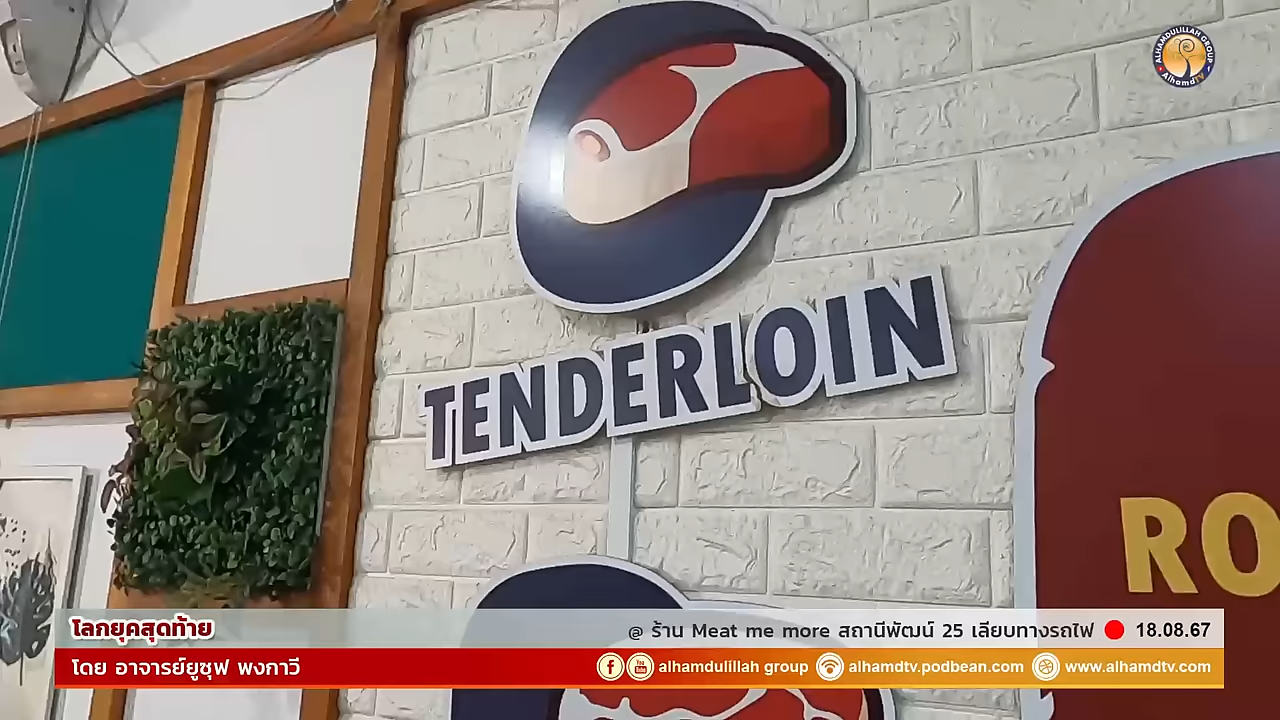 ALHAMDULILLAH GROUP
AlhamdTV
TENDERLOIN
RO
โลกยุคสุดท้าย
@ ร้าน Meat me more สถานีพัฒน์ 25 เลียบทางรถไฟ 18.08.67
โดย อาจารย์ยูซุฟ พงกาวี
alhamdulillah group alhamdtv.podbean.com www.alhamdtv.com